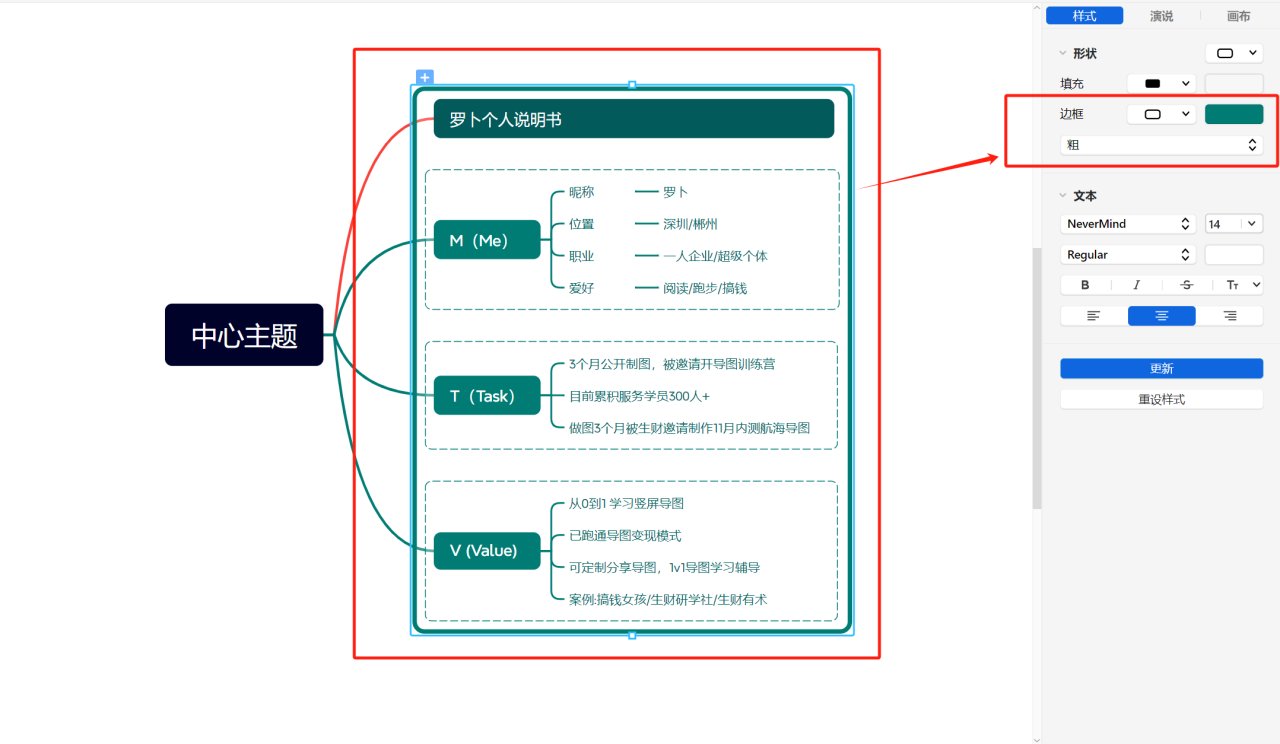 样式 演说 画布
形状
填充
边框
粗
文本
NeverMind 14
Regular
B I S Tт
更新
重设样式
中心主题
罗卜个人说明书
M（Me）
昵称 罗卜
位置 深圳/郴州
职业 一人企业/超级个体
爱好 阅读/跑步/搞钱
T（Task）
3个月公开制图，被邀请开导图训练营
目前累积服务学员300人+
做图3个月被生财邀请制作11月内测航海导图
V (Value)
从0到1 学习竖屏导图
已跑通导图变现模式
可定制分享导图，1v1导图学习辅导
案例:搞钱女孩/生财研学社/生财有术